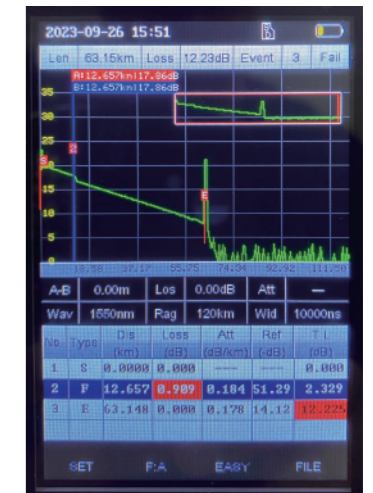 2023-09-26 15:51
Len 63.15km Loss 12.23dB Event 3 Fail
A:12.657km|17.86dB
B:12.657km|17.86dB
35
30
25
S 2
15
E
10
5
0
18.58 37.17 55.75 74.34 92.92 111.50
A-B 0.00m Los 0.00dB Att —
Wav 1550nm Rag 120km Wid 10000ns
No. Type Dis (km) Loss (dB) Att (dB/km) Ref (-dB) T.L (dB)
1 S 0.0000 0.000 ---- ---- 0.000
2 F 12.657 0.909 0.184 51.29 2.329
3 E 63.148 0.000 0.178 14.12 12.225
SET F:A EASY FILE